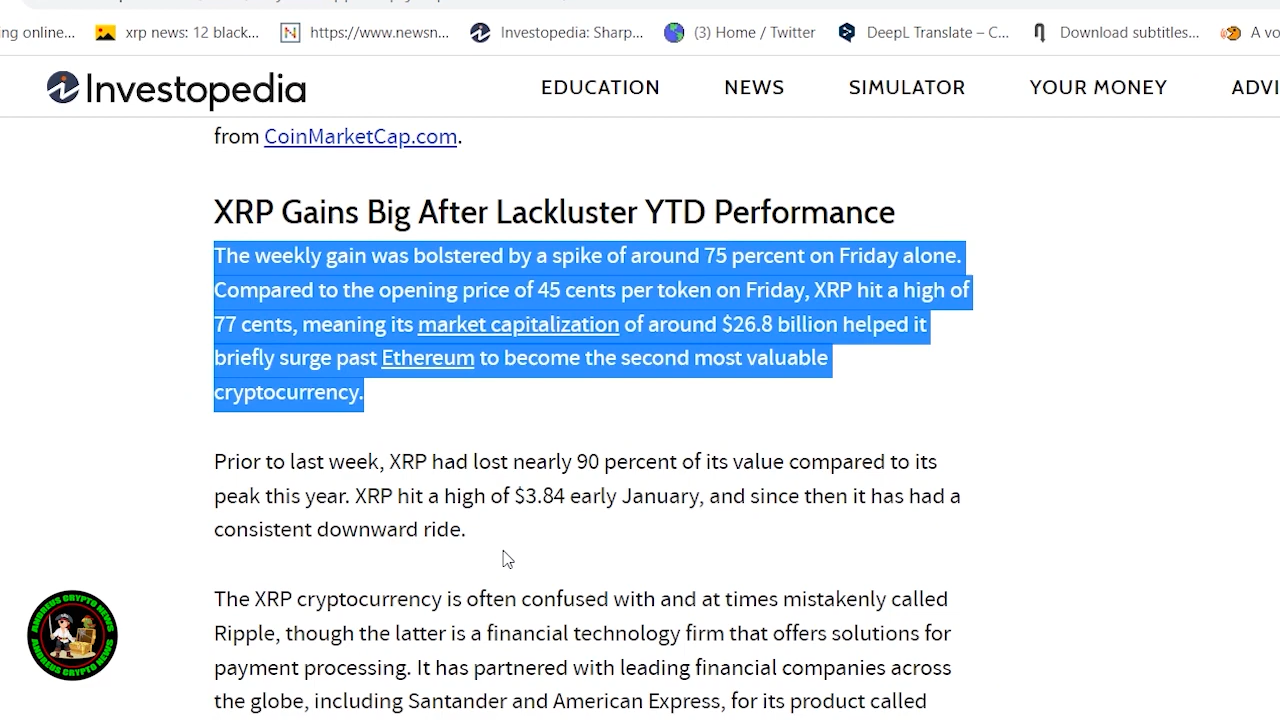 ng online...
xrp news: 12 black...
https://www.newsn...
Investopedia: Sharp...
(3) Home / Twitter
DeepL Translate – C...
Download subtitles...
A vo
Investopedia
EDUCATION
NEWS
SIMULATOR
YOUR MONEY
ADVI
from CoinMarketCap.com.
XRP Gains Big After Lackluster YTD Performance
The weekly gain was bolstered by a spike of around 75 percent on Friday alone.
Compared to the opening price of 45 cents per token on Friday, XRP hit a high of
77 cents, meaning its market capitalization of around $26.8 billion helped it
briefly surge past Ethereum to become the second most valuable
cryptocurrency.
Prior to last week, XRP had lost nearly 90 percent of its value compared to its
peak this year. XRP hit a high of $3.84 early January, and since then it has had a
consistent downward ride.
The XRP cryptocurrency is often confused with and at times mistakenly called
Ripple, though the latter is a financial technology firm that offers solutions for
payment processing. It has partnered with leading financial companies across
the globe, including Santander and American Express, for its product called
ANDREUS CRYPTO NEWS
ANDREUS CRYPTO NEWS